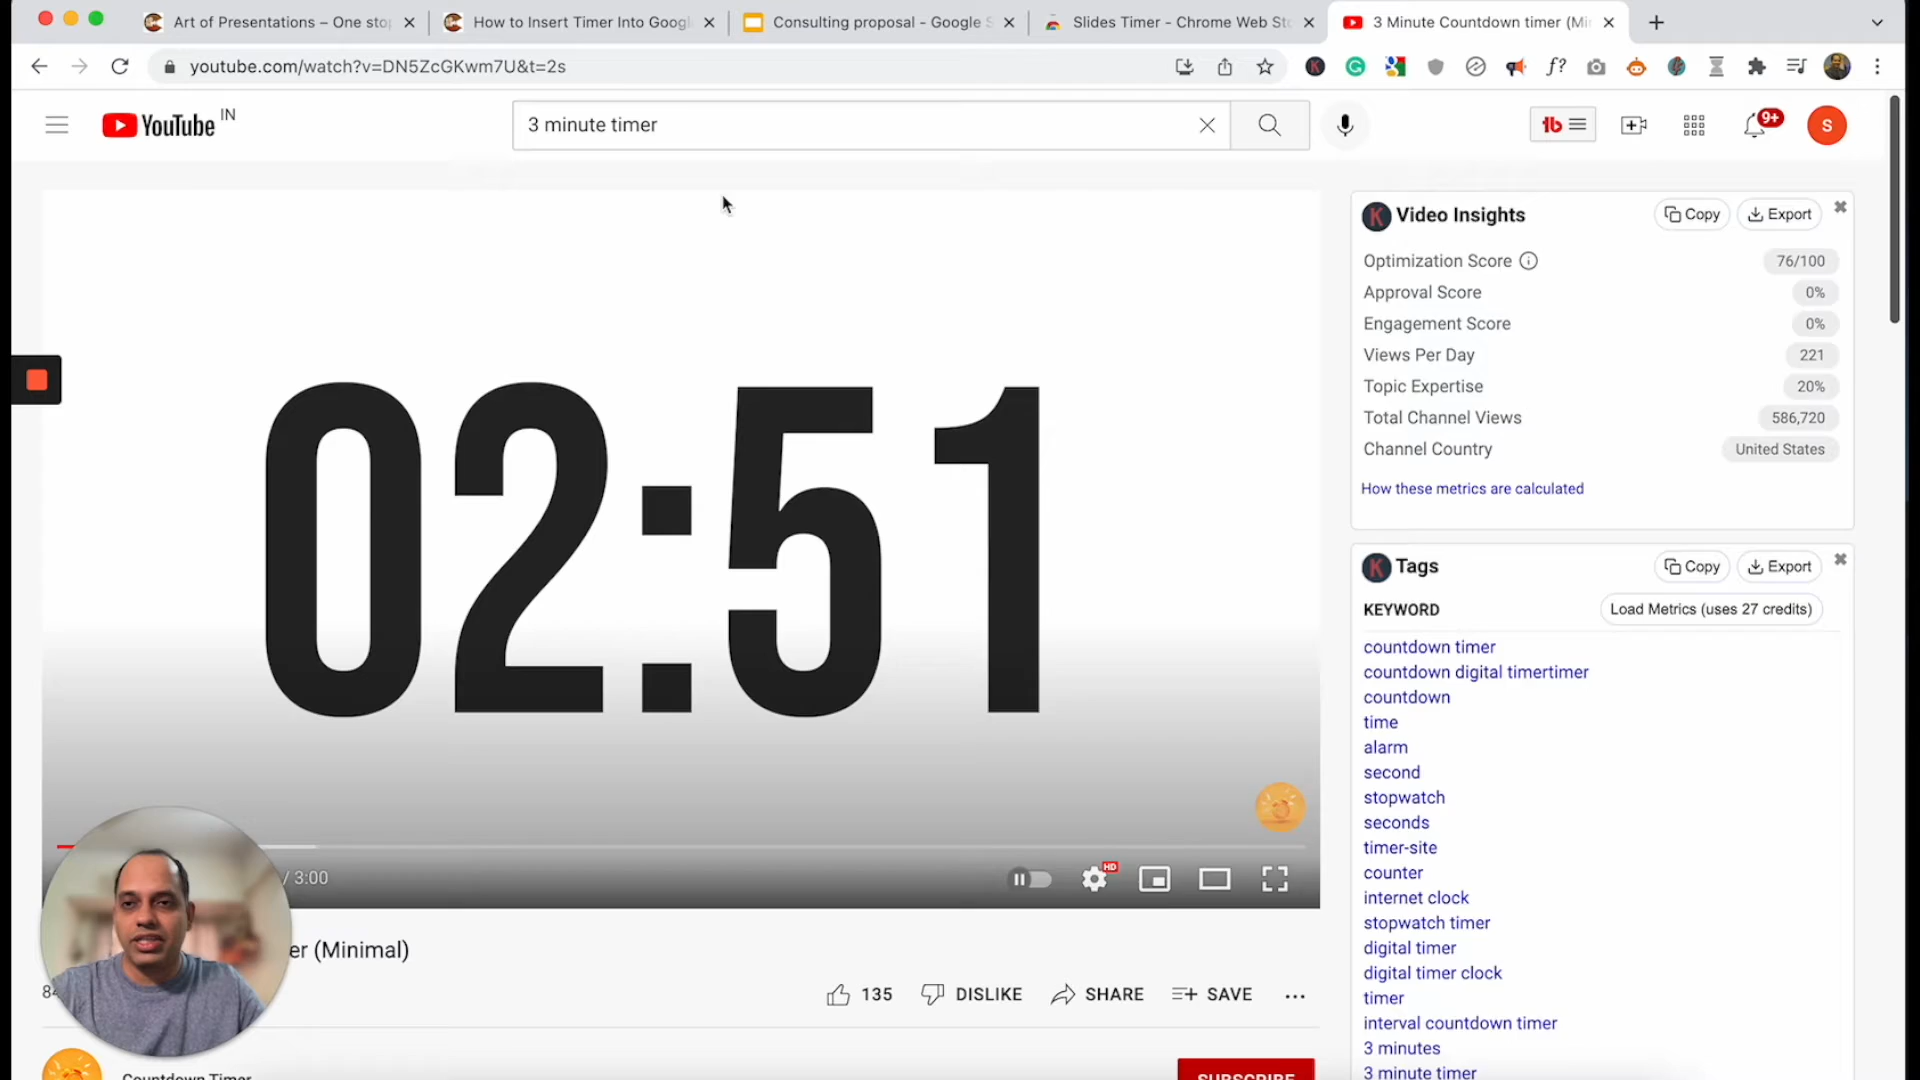 Art of Presentations – One sto
How to Insert Timer Into Googl
Consulting proposal - Google S
Slides Timer - Chrome Web Sto
3 Minute Countdown timer (Mi
youtube.com/watch?v=DN5ZcGKwm7U&t=2s
f?
YouTube IN
3 minute timer
9+
S
02:51
/ 3:00
HD
er (Minimal)
84
135
DISLIKE
SHARE
SAVE
Countdown Timer
SUBSCRIBE
K Video Insights
Copy
Export
Optimization Score 76/100
Approval Score 0%
Engagement Score 0%
Views Per Day 221
Topic Expertise 20%
Total Channel Views 586,720
Channel Country United States
How these metrics are calculated
K Tags
Copy
Export
KEYWORD
Load Metrics (uses 27 credits)
countdown timer
countdown digital timertimer
countdown
time
alarm
second
stopwatch
seconds
timer-site
counter
internet clock
stopwatch timer
digital timer
digital timer clock
timer
interval countdown timer
3 minutes
3 minute timer